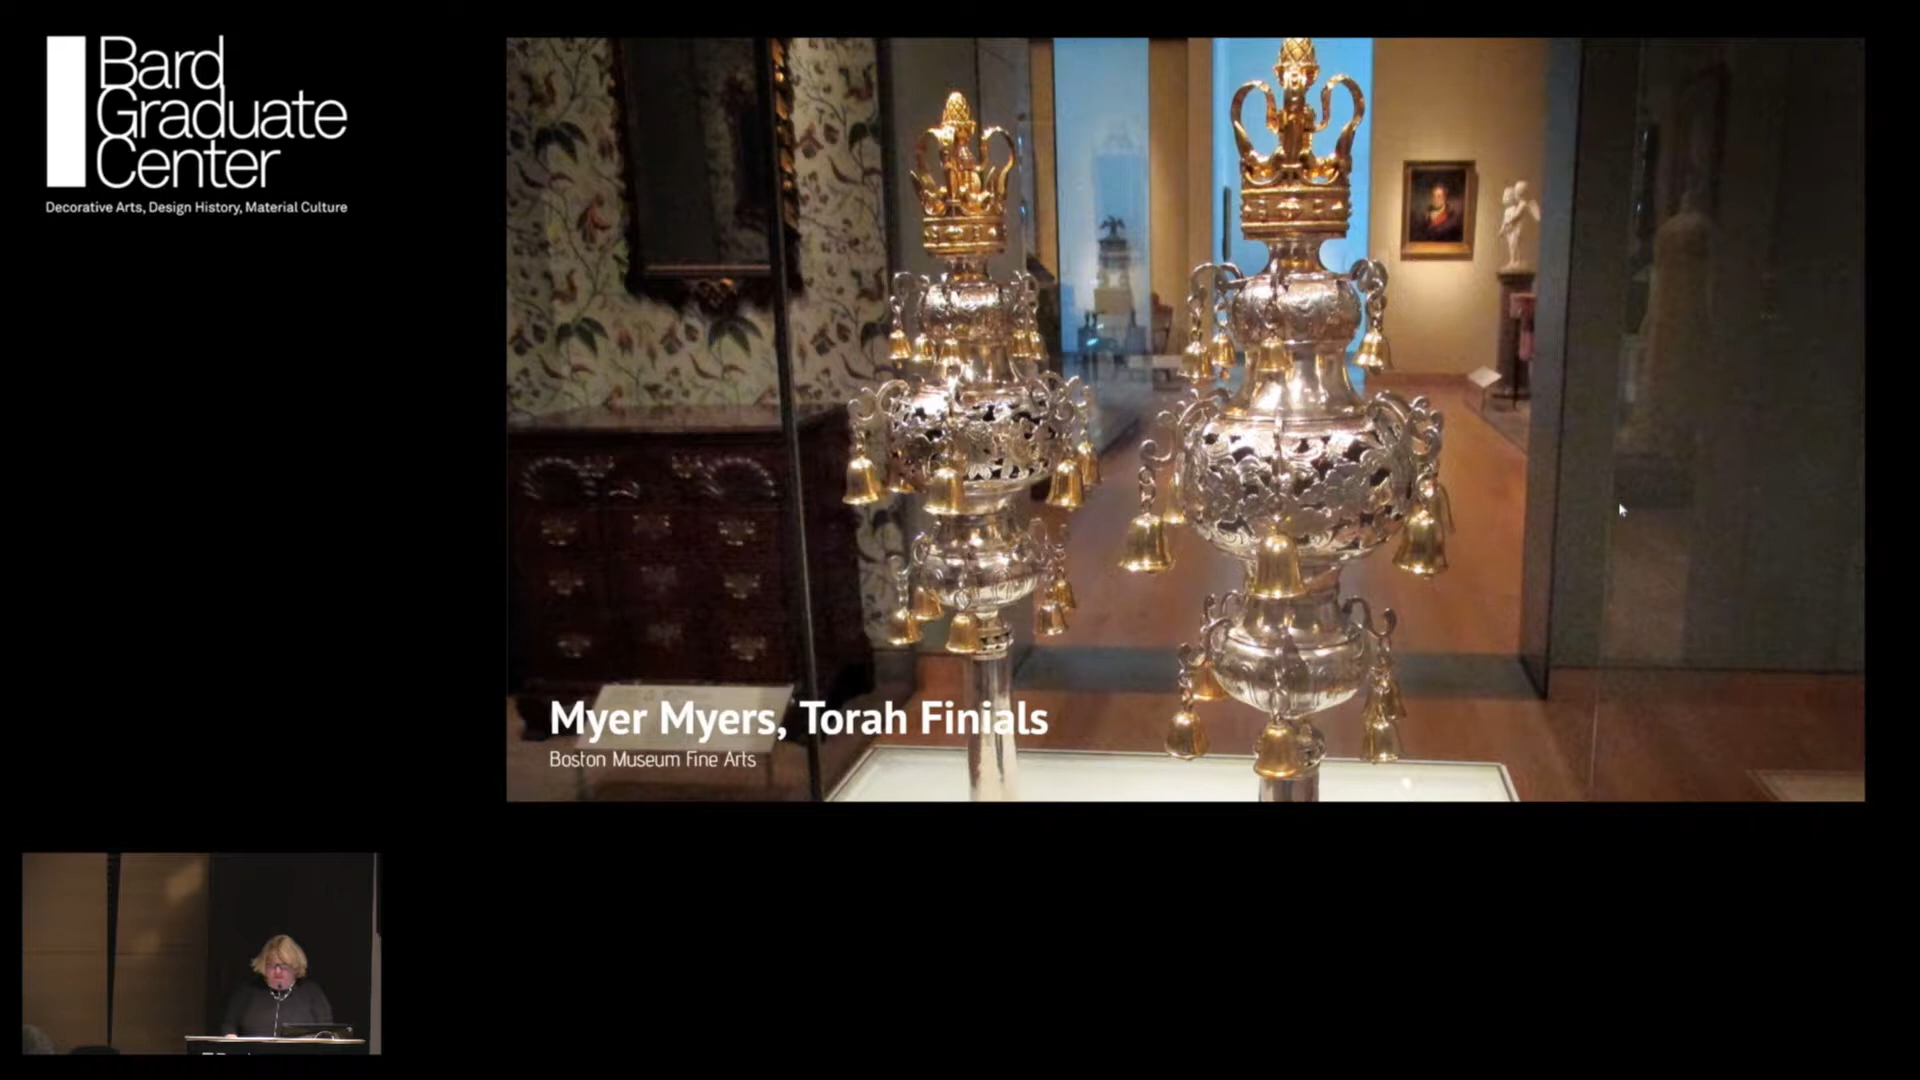 Bard
Graduate
Center
Decorative Arts, Design History, Material Culture
Myer Myers, Torah Finials
Boston Museum Fine Arts